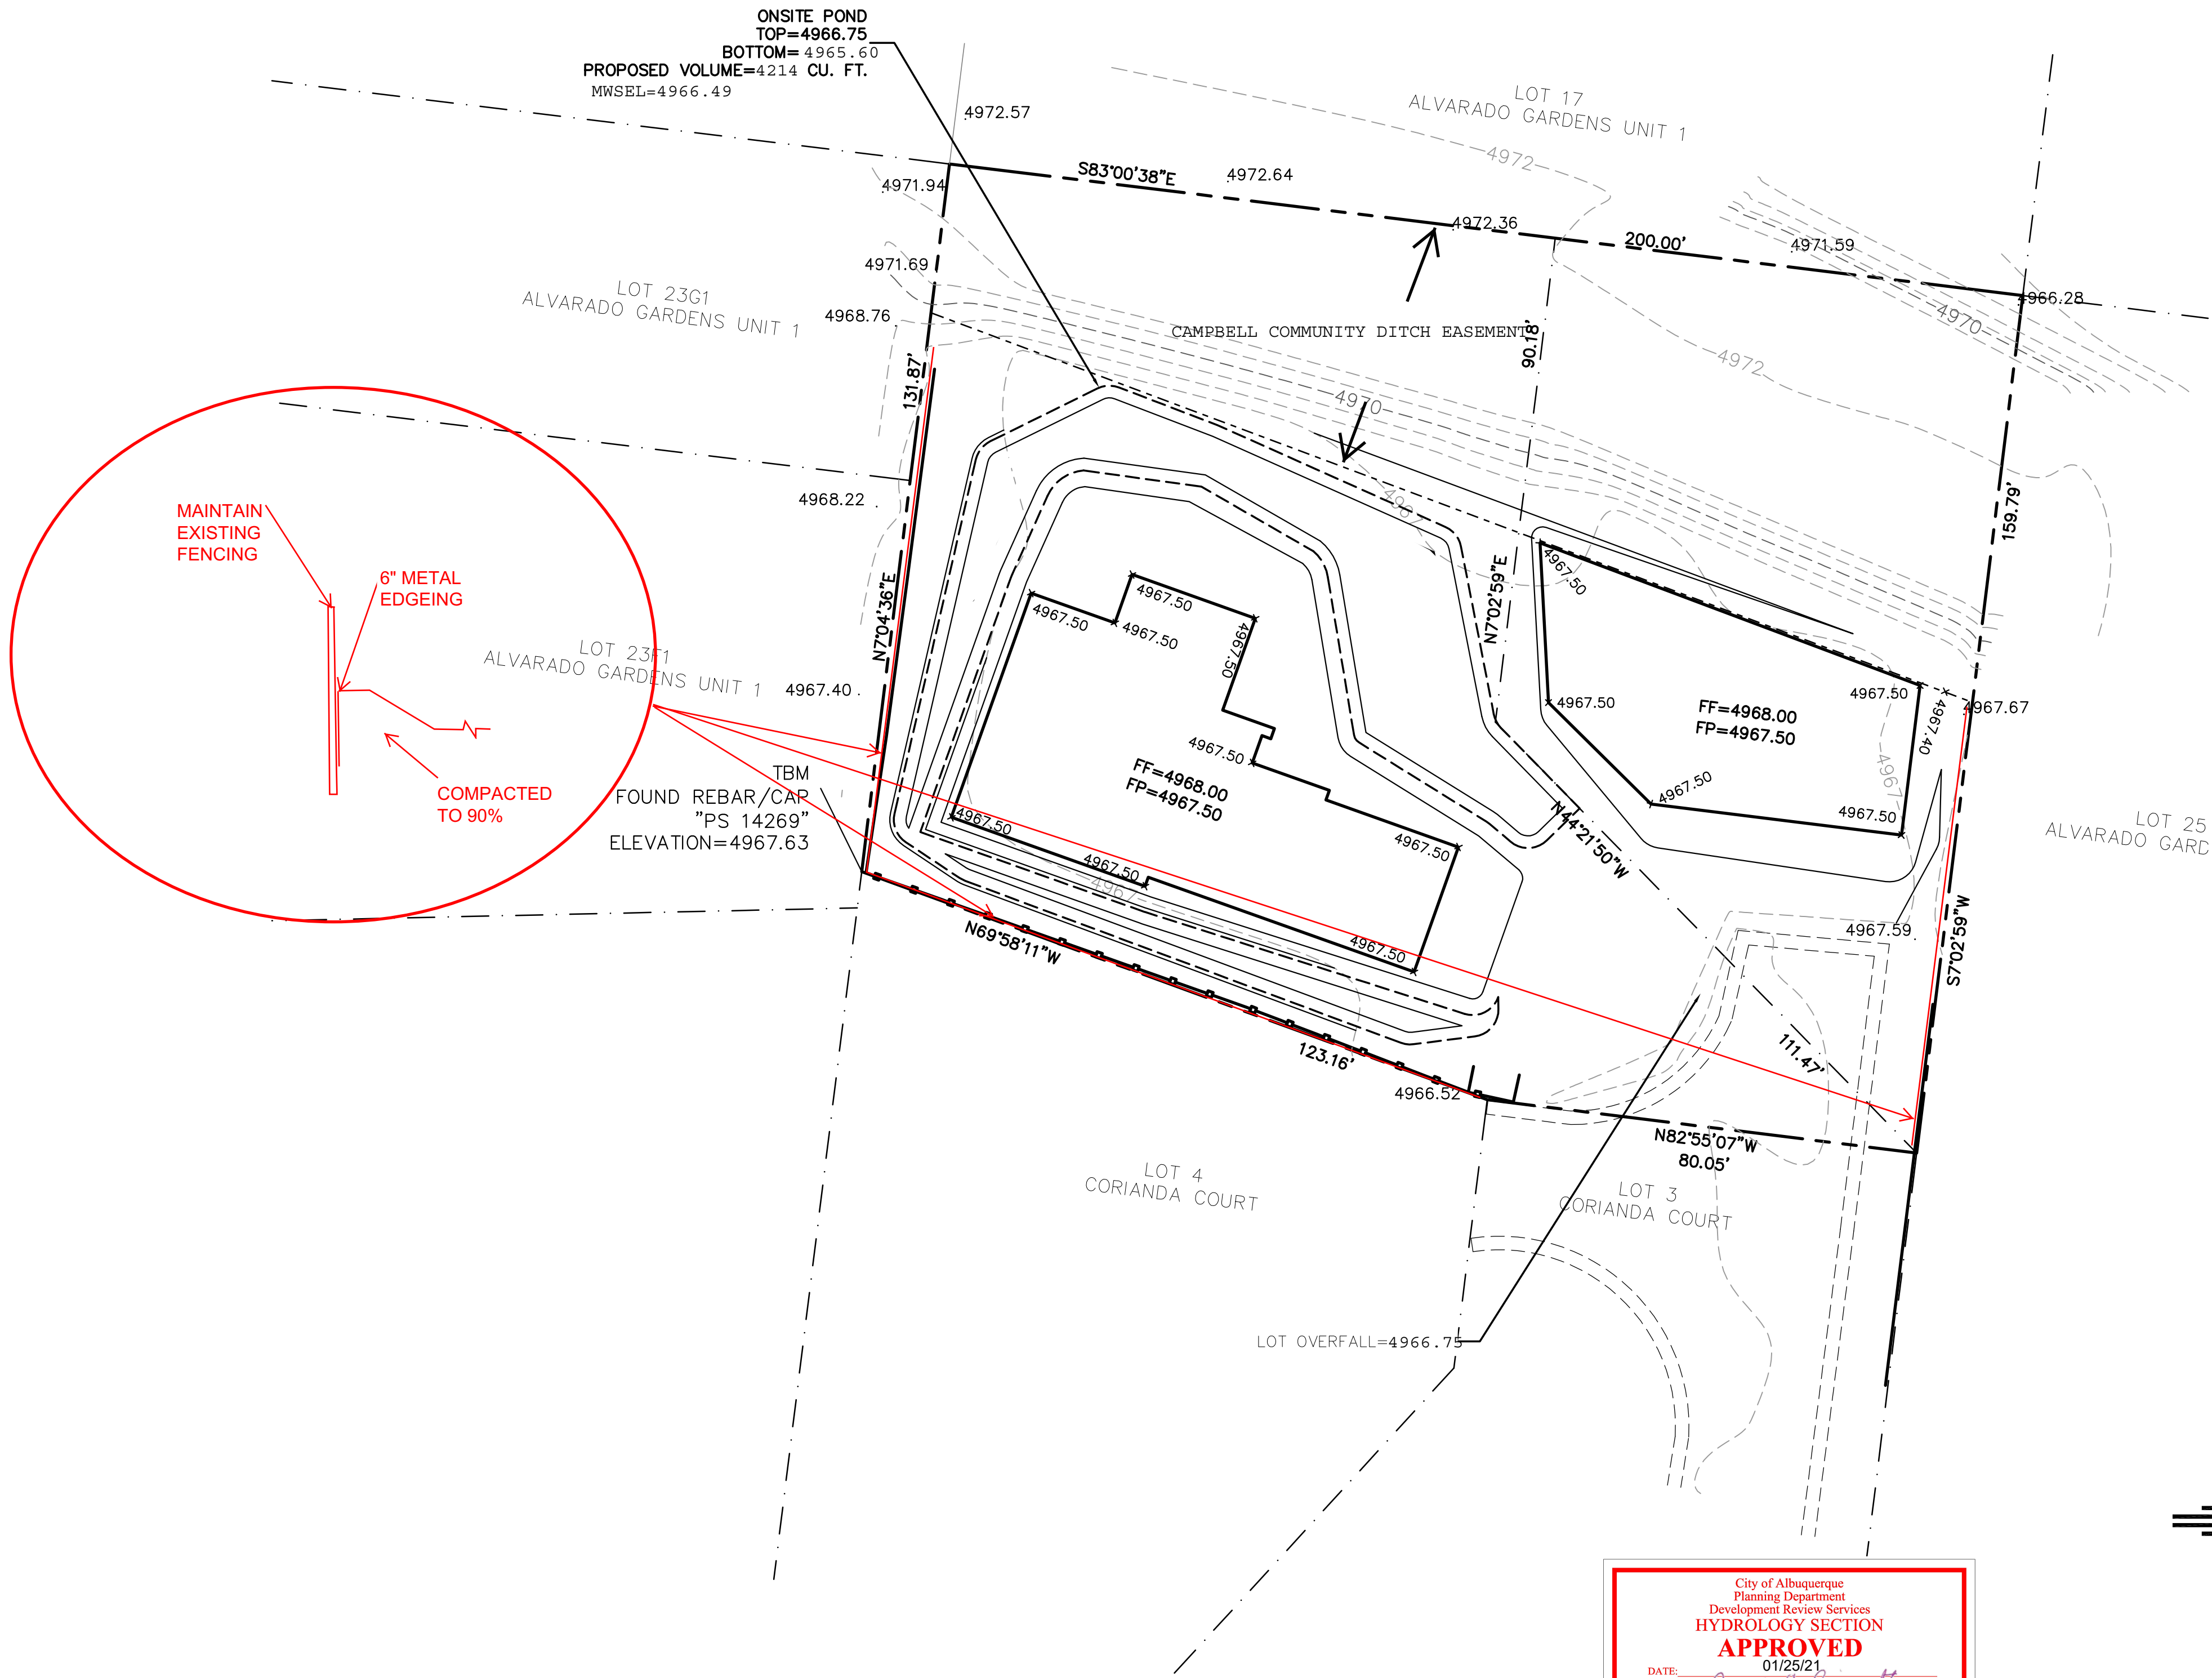 ONSITE POND
TOP=4966.75
BOTTOM= 4965.60
PROPOSED VOLUME=4214 CU. FT.
MWSEL=4966.49
4972.57
LOT 17
ALVARADO GARDENS UNIT 1
4972
S83°00'38"E
4972.64
4971.94
4972.36
200.00'
4971.59
4966.28
4970
4971.69
LOT 23G1
ALVARADO GARDENS UNIT 1
4968.76
CAMPBELL COMMUNITY DITCH EASEMENT
90.18'
4972
131.87'
4970
4968.22
4967
159.79'
MAINTAIN
EXISTING
FENCING
6" METAL
EDGEING
COMPACTED
TO 90%
N7°04'36"E
LOT 23F1
ALVARADO GARDENS UNIT 1
4967.40
4967.50
4967.50
4967.50
4967.50
4967.50
N7°02'59"E
4967.50
4967.50
4967.50
4967.40
4967.67
FF=4968.00
FP=4967.50
4967
4967.50
4967.50
FF=4968.00
FP=4967.50
4967.50
TBM
FOUND REBAR/CAP
"PS 14269"
ELEVATION=4967.63
4967.50
4967.50
4967
4967.50
4967.50
N44°21'50"W
LOT 25
ALVARADO GARD
4967.59
S7°02'59"W
N69°58'11"W
123.16'
4966.52
111.47'
N82°55'07"W
80.05'
LOT 4
CORIANDA COURT
LOT 3
CORIANDA COURT
LOT OVERFALL=4966.75
City of Albuquerque
Planning Department
Development Review Services
HYDROLOGY SECTION
APPROVED
DATE: 01/25/21